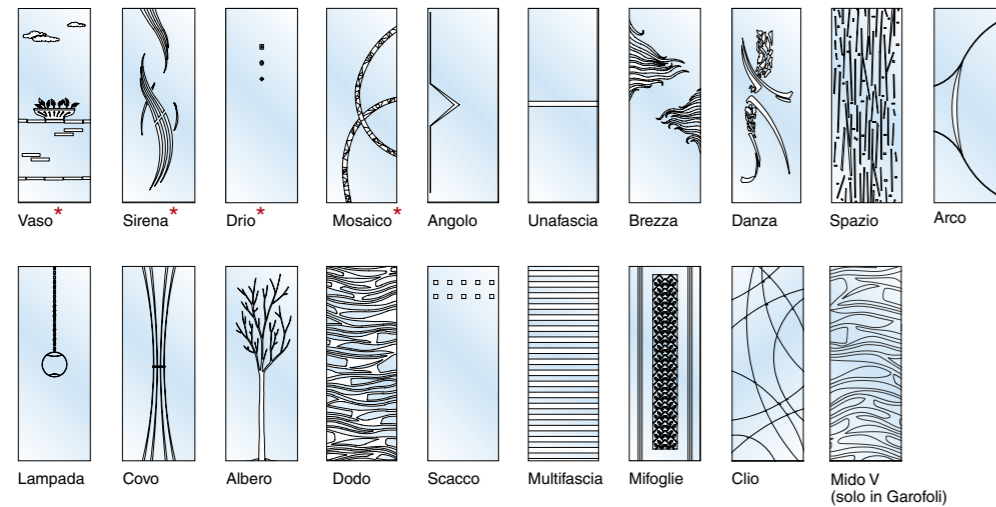 Vaso* Sirena* Drio* Mosaico* Angolo Unafascia Brezza Danza Spazio Arco
Lampada Covo Albero Dodo Scacco Multifascia Mifoglie Clio Mido V
(solo in Garofoli)